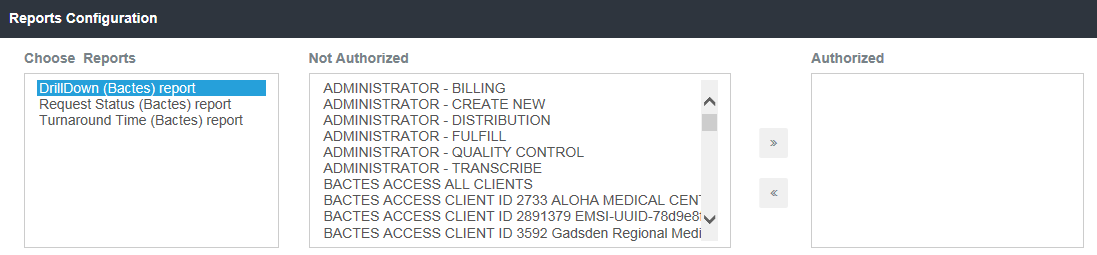 Reports Configuration
Choose Reports
DrillDown (Bactes) report
Request Status (Bactes) report
Turnaround Time (Bactes) report
Not Authorized
ADMINISTRATOR - BILLING
ADMINISTRATOR - CREATE NEW
ADMINISTRATOR - DISTRIBUTION
ADMINISTRATOR - FULFILL
ADMINISTRATOR - QUALITY CONTROL
ADMINISTRATOR - TRANSCRIBE
BACTES ACCESS ALL CLIENTS
BACTES ACCESS CLIENT ID 2733 ALOHA MEDICAL CENT
BACTES ACCESS CLIENT ID 2891379 EMSI-UUID-78d9e8
BACTES ACCESS CLIENT ID 3592 Gadsden Regional Medi
»
«
Authorized